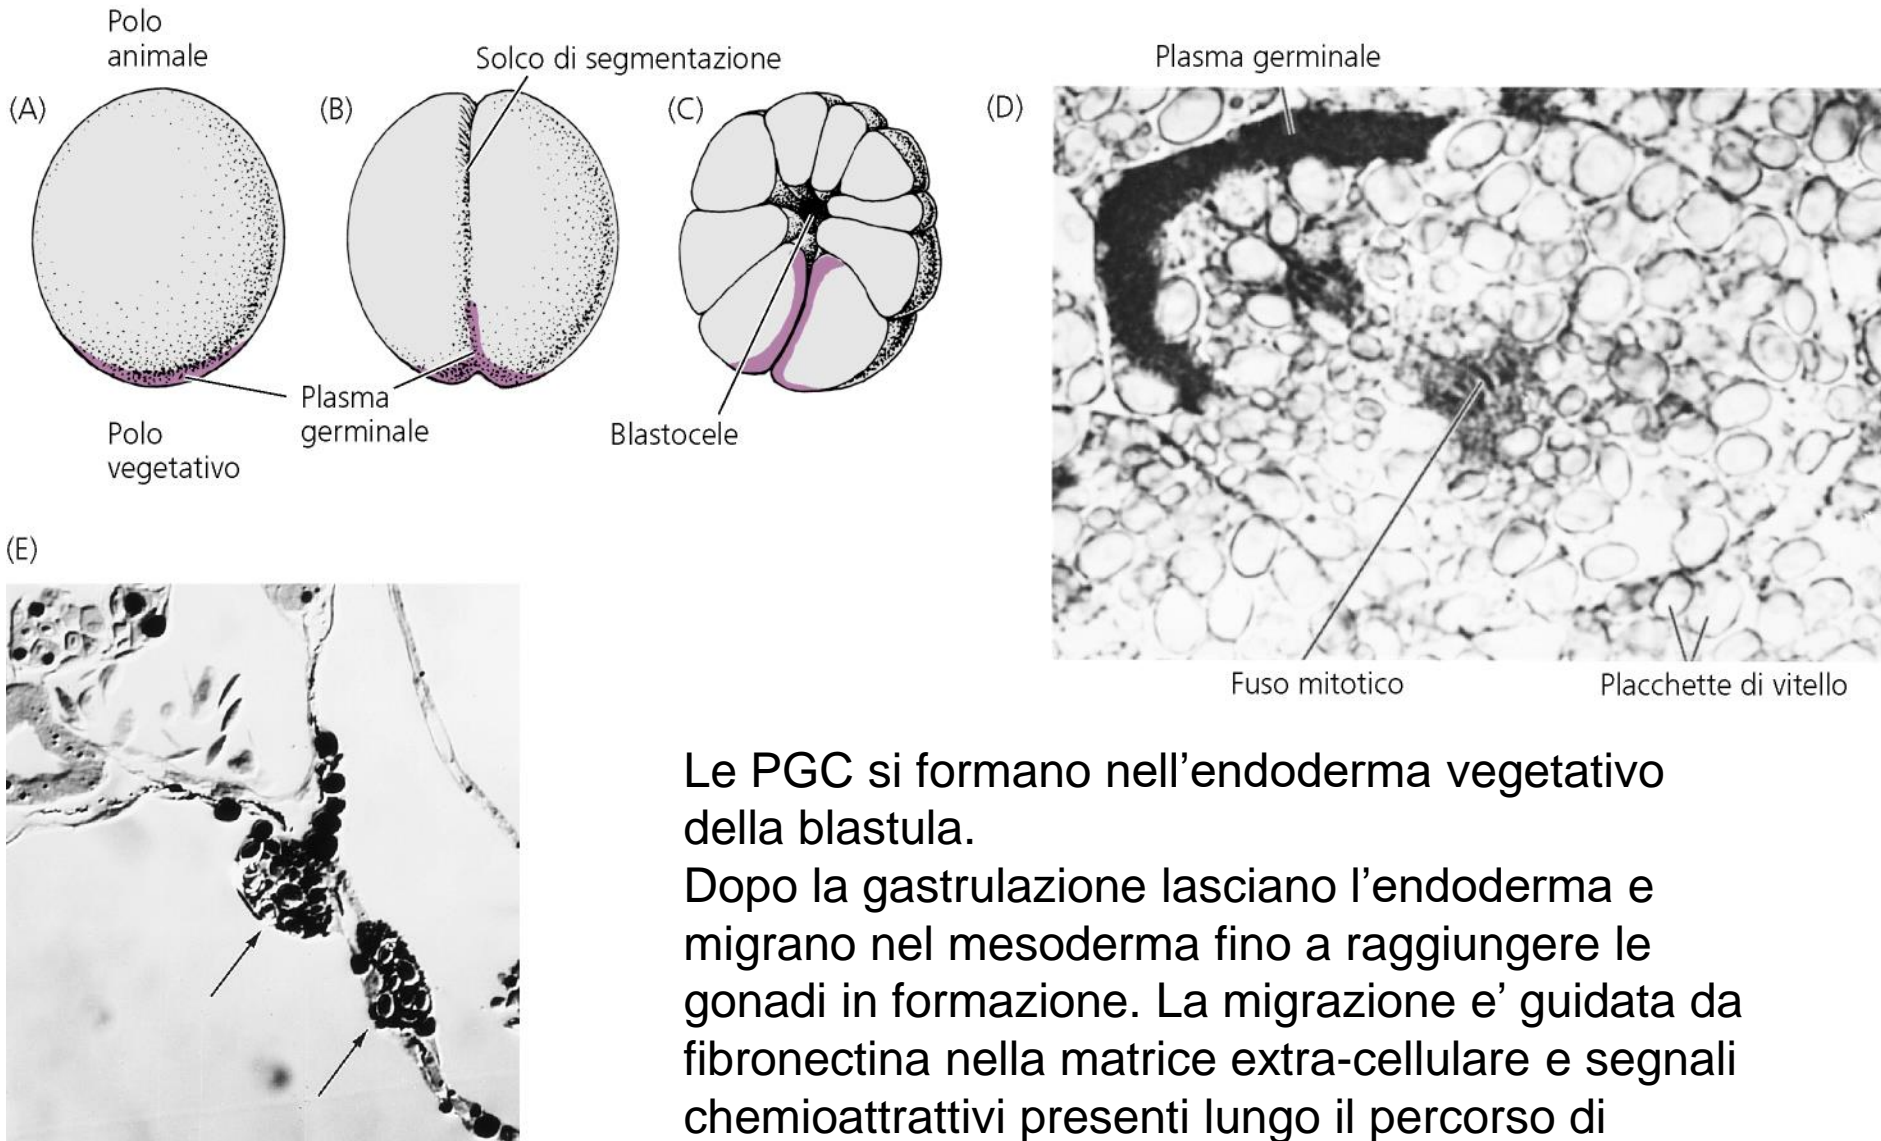 Polo
animale
Solco di segmentazione
Plasma germinale
(A)
(B)
(C)
(D)
Plasma
germinale
Polo
vegetativo
Blastocele
Fuso mitotico
Placchette di vitello
(E)
Le PGC si formano nell’endoderma vegetativo
della blastula.
Dopo la gastrulazione lasciano l’endoderma e
migrano nel mesoderma fino a raggiungere le
gonadi in formazione. La migrazione e’ guidata da
fibronectina nella matrice extra-cellulare e segnali
chemioattrattivi presenti lungo il percorso di